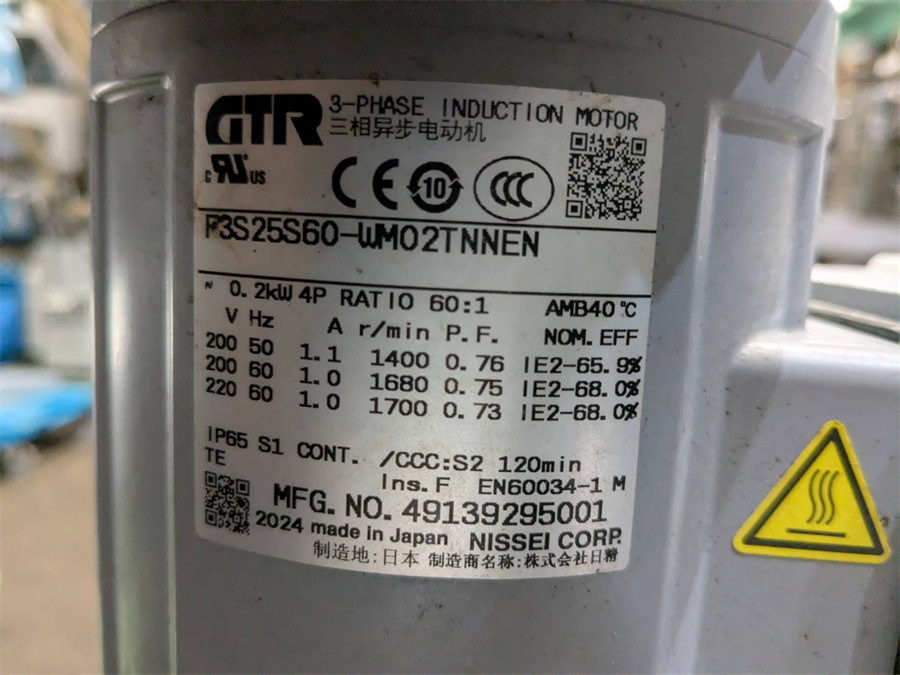 GTR 3-PHASE INDUCTION MOTOR
三相异步电动机
c RU US CE 10 CCC
F3S25S60-WM02TNNEN
~ 0.2kW 4P RATIO 60:1 AMB40℃
V Hz A r/min P.F. NOM.EFF
200 50 1.1 1400 0.76 IE2-65.9%
200 60 1.0 1680 0.75 IE2-68.0%
220 60 1.0 1700 0.73 IE2-68.0%
IP65 S1 CONT. /CCC:S2 120min
TE Ins.F EN60034-1 M
MFG.NO.49139295001
2024 made in Japan NISSEI CORP.
制造地:日本 制造商名称:株式会社日精